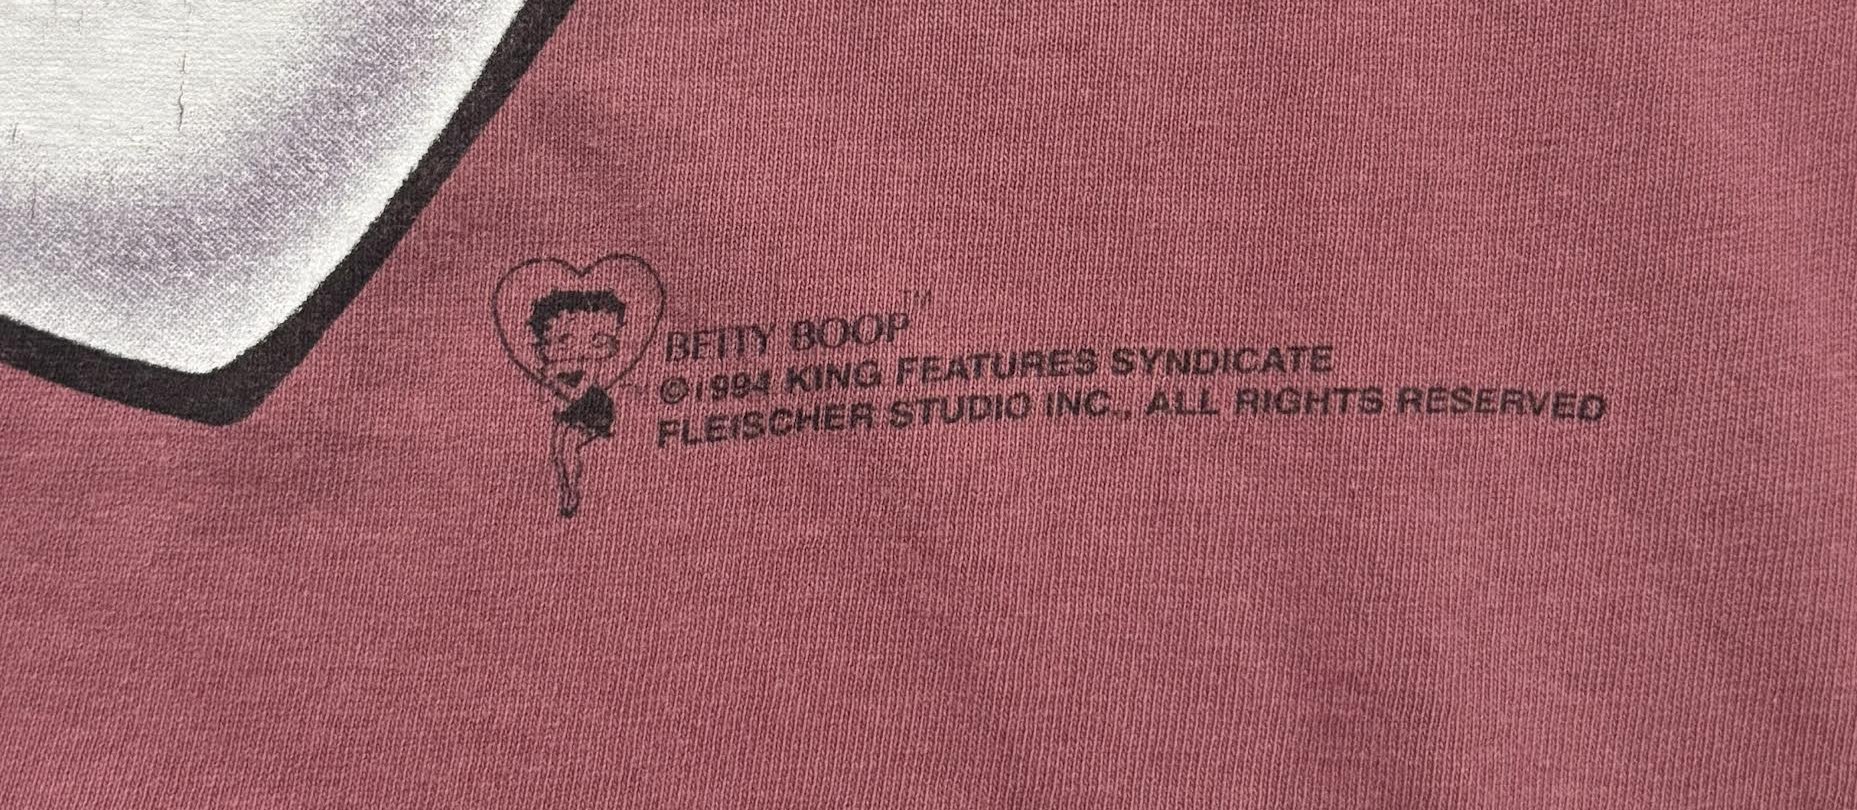 BETTY BOOP™
©1994 KING FEATURES SYNDICATE
FLEISCHER STUDIO INC., ALL RIGHTS RESERVED